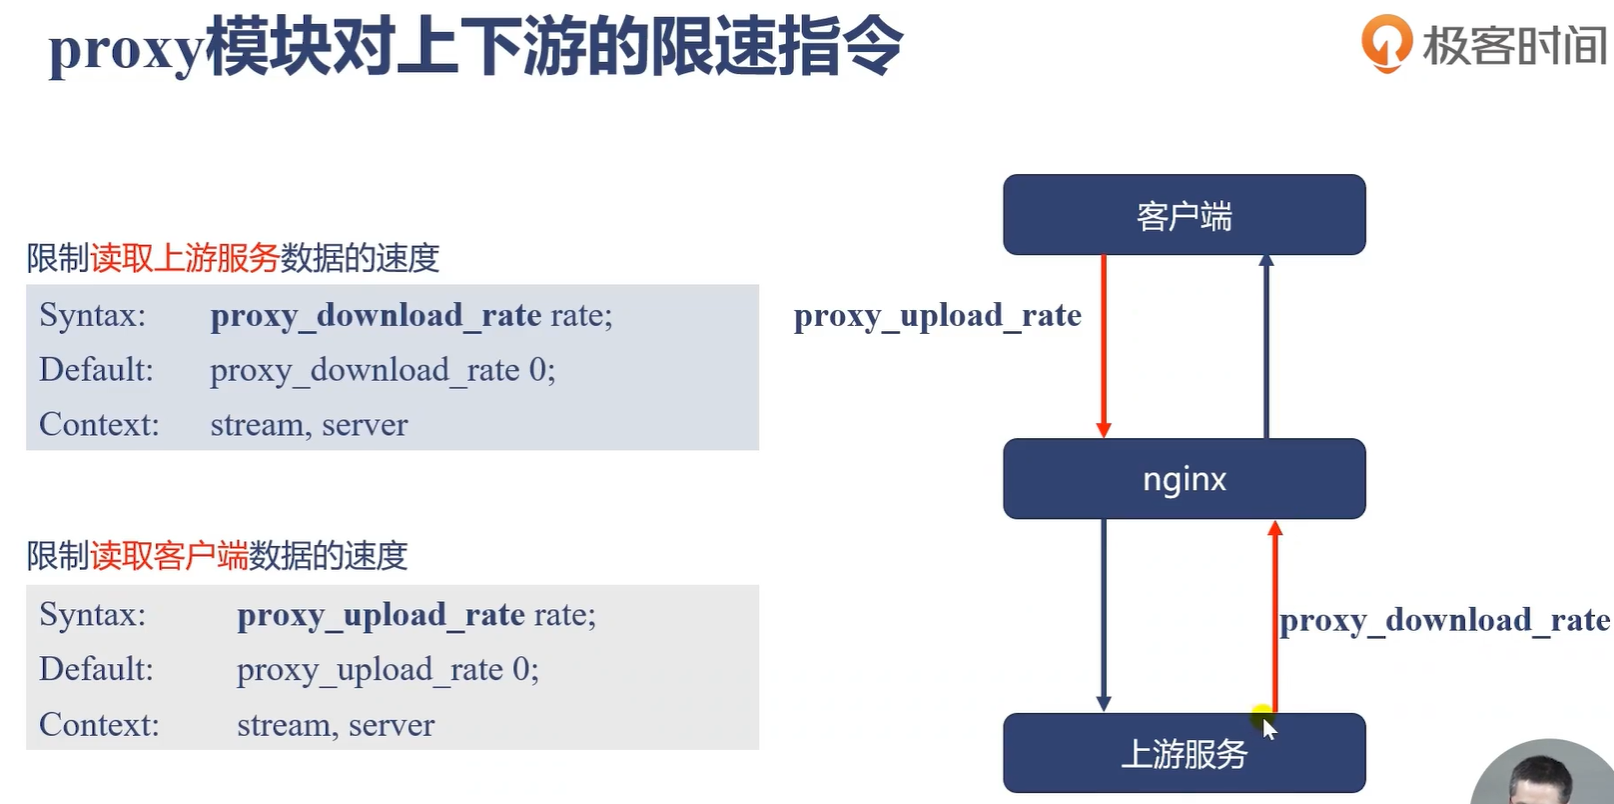 proxy模块对上下游的限速指令
极客时间
限制读取上游服务数据的速度
Syntax: proxy_download_rate rate;
Default: proxy_download_rate 0;
Context: stream, server
限制读取客户端数据的速度
Syntax: proxy_upload_rate rate;
Default: proxy_upload_rate 0;
Context: stream, server
客户端
proxy_upload_rate
nginx
proxy_download_rate
上游服务